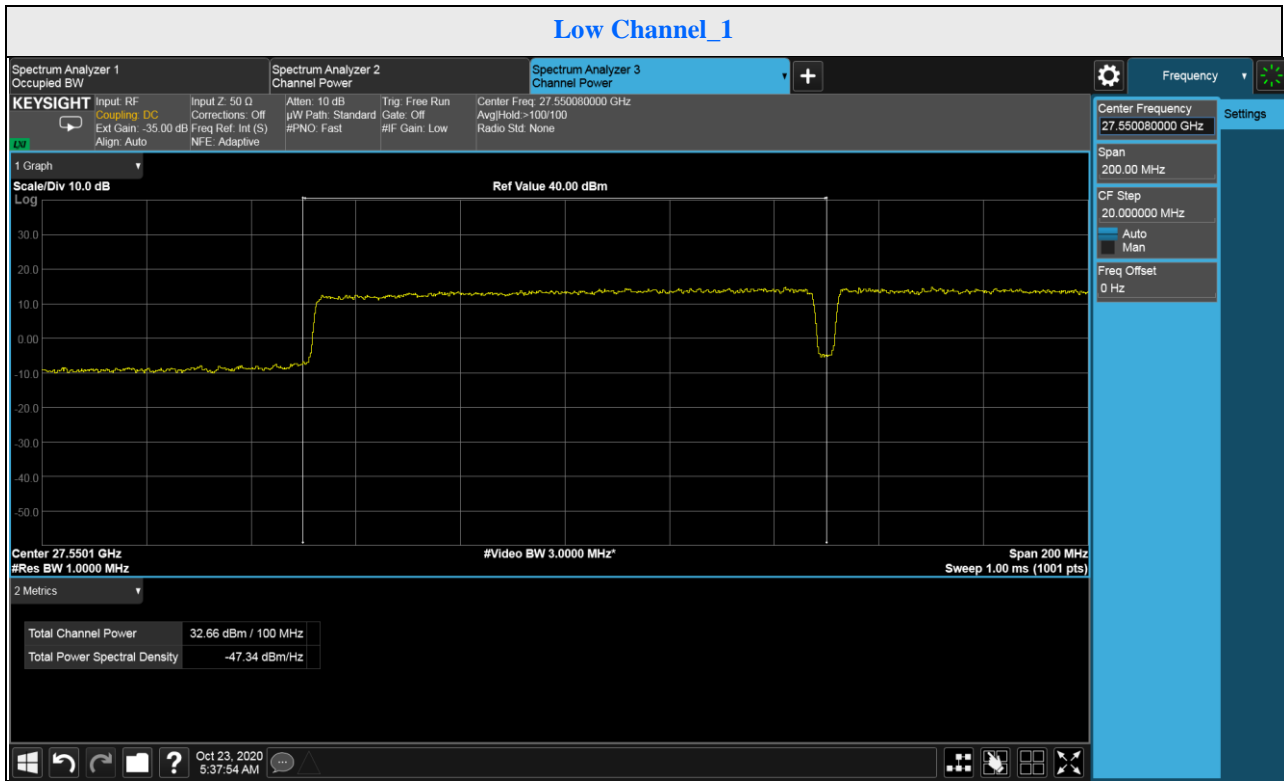 Low Channel_1
Spectrum Analyzer 1
Occupied BW
Spectrum Analyzer 2
Channel Power
Spectrum Analyzer 3
Channel Power
Frequency
KEYSIGHT
Input: RF
Coupling: DC
Ext Gain: -35.00 dB
Align: Auto
Input Z: 50 Ω
Corrections: Off
Freq Ref: Int (S)
NFE: Adaptive
Atten: 10 dB
µW Path: Standard
#PNO: Fast
Trig: Free Run
Gate: Off
#IF Gain: Low
Center Freq: 27.550080000 GHz
Avg|Hold:>100/100
Radio Std: None
LXI
1 Graph
Scale/Div 10.0 dB
Ref Value 40.00 dBm
Log
30.0
20.0
10.0
0.00
-10.0
-20.0
-30.0
-40.0
-50.0
Center 27.5501 GHz
#Video BW 3.0000 MHz*
Span 200 MHz
#Res BW 1.0000 MHz
Sweep 1.00 ms (1001 pts)
2 Metrics
Total Channel Power 32.66 dBm / 100 MHz
Total Power Spectral Density -47.34 dBm/Hz
Center Frequency
27.550080000 GHz
Settings
Span
200.00 MHz
CF Step
20.000000 MHz
Auto
Man
Freq Offset
0 Hz
?
Oct 23, 2020
5:37:54 AM